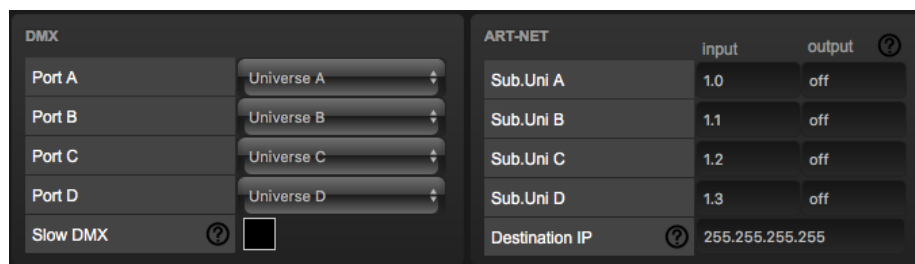 DMX
Port A Universe A
Port B Universe B
Port C Universe C
Port D Universe D
Slow DMX ?
ART-NET input output ?
Sub.Uni A 1.0 off
Sub.Uni B 1.1 off
Sub.Uni C 1.2 off
Sub.Uni D 1.3 off
Destination IP ? 255.255.255.255